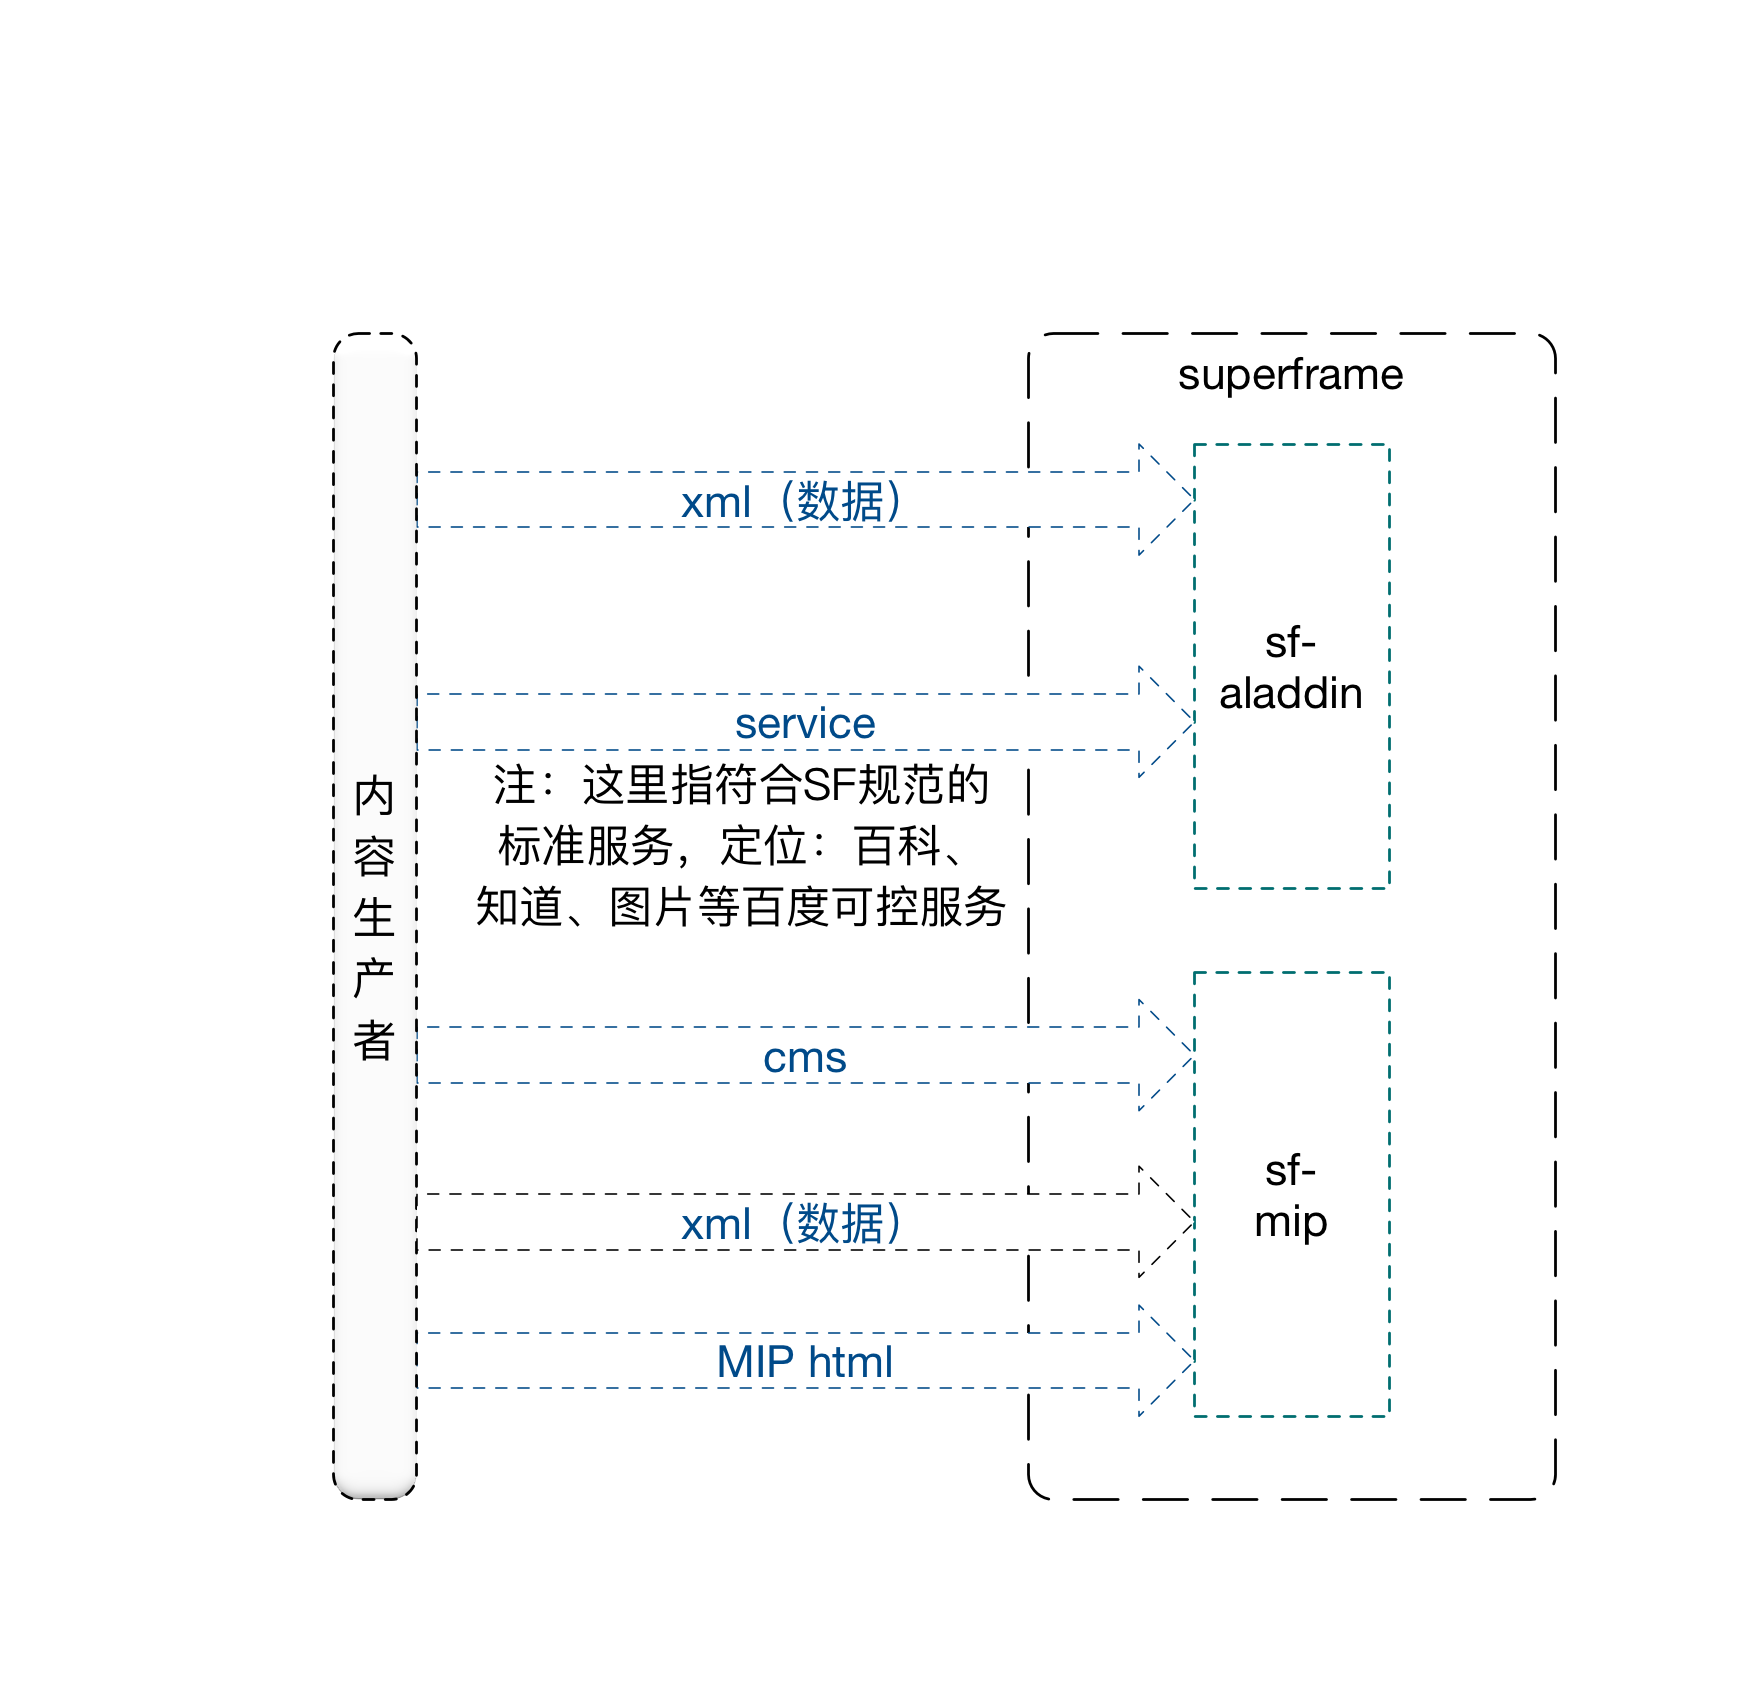 superframe
xml（数据）
sf-
aladdin
service
注：这里指符合SF规范的
标准服务，定位：百科、
知道、图片等百度可控服务
内
容
生
产
者
cms
sf-
mip
xml（数据）
MIP html